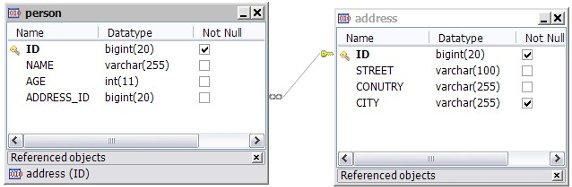 person
Name Datatype Not Null
ID bigint(20)
NAME varchar(255)
AGE int(11)
ADDRESS_ID bigint(20)
Referenced objects
address (ID)
address
Name Datatype Not Null
ID bigint(20)
STREET varchar(100)
CONUTRY varchar(255)
CITY varchar(255)
Referenced objects